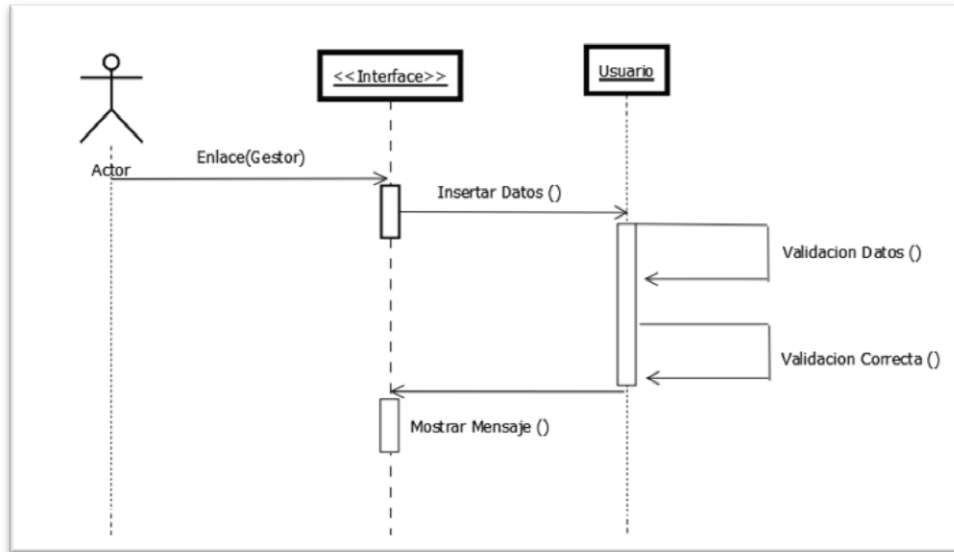 <<Interface>>
Usuario
Actor
Enlace(Gestor)
Insertar Datos ()
Validacion Datos ()
Validacion Correcta ()
Mostrar Mensaje ()